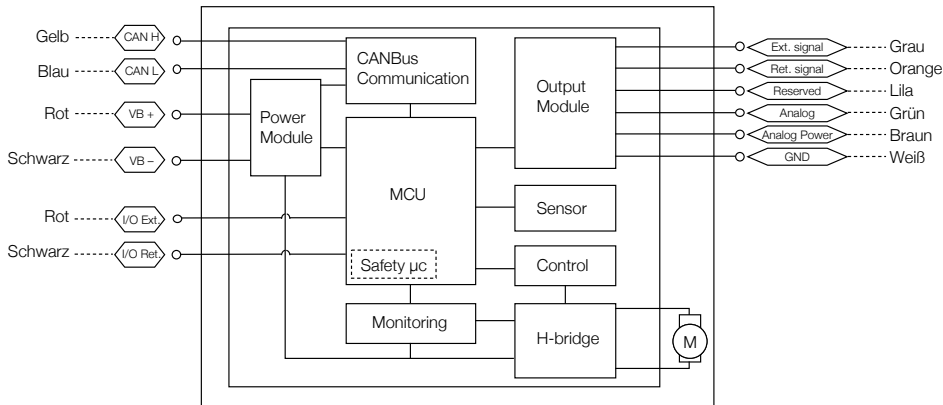 Gelb
CAN H
Blau
CAN L
Rot
VB +
Schwarz
VB –
Rot
I/O Ext.
Schwarz
I/O Ret.
CANBus
Communication
Power
Module
MCU
Safety µc
Monitoring
Output
Module
Sensor
Control
H-bridge
M
Ext. signal
Grau
Ret. signal
Orange
Reserved
Lila
Analog
Grün
Analog Power
Braun
GND
Weiß